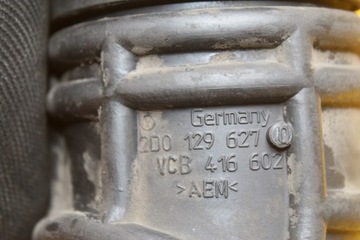 Germany
2D0 129 627
VCB 416 602
>AEM<